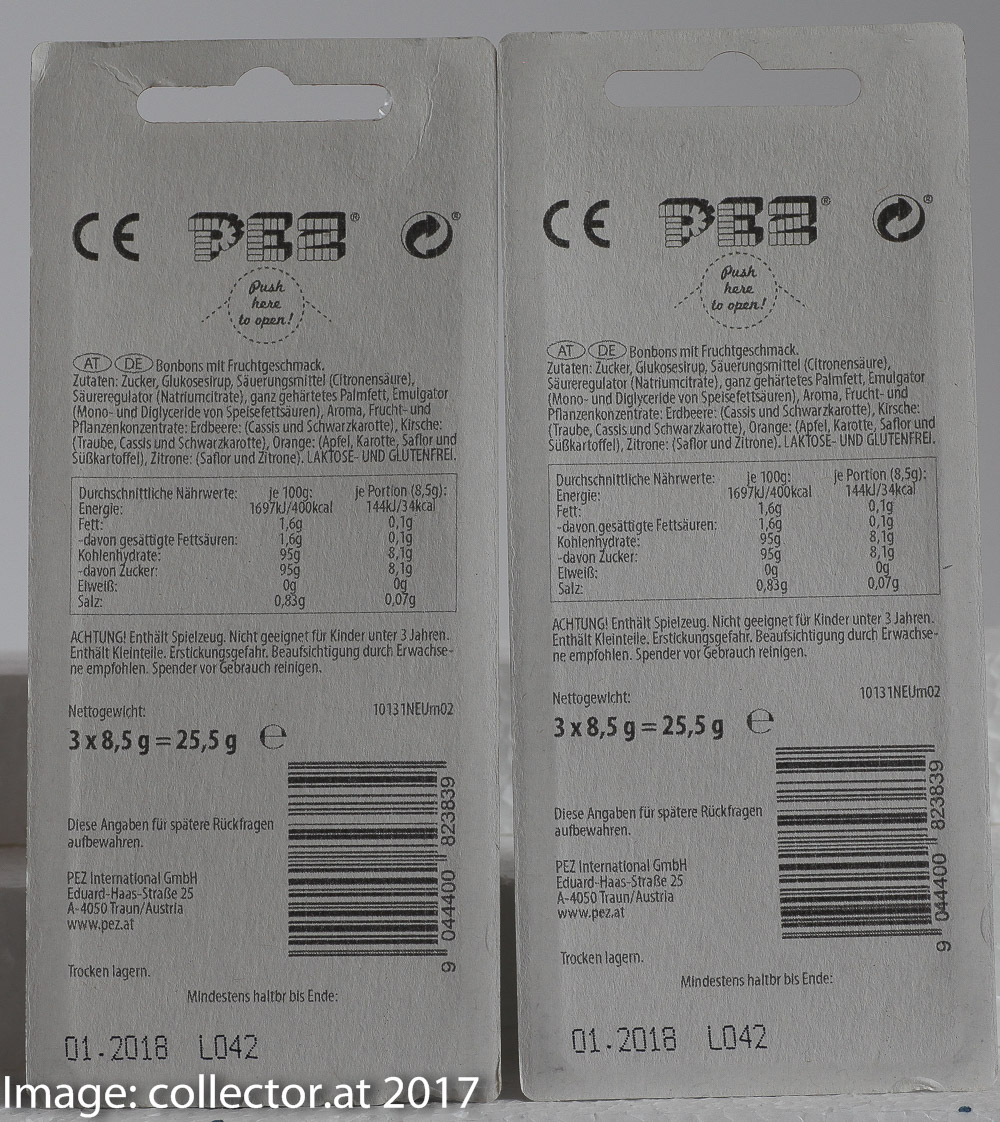 CE PEZ® ®
Push
here
to open!
AT DE Bonbons mit Fruchtgeschmack.
Zutaten: Zucker, Glukosesirup, Säuerungsmittel (Citronensäure),
Säureregulator (Natriumcitrate), ganz gehärtetes Palmfett, Emulgator
(Mono- und Diglyceride von Speisefettsäuren), Aroma, Frucht- und
Pflanzenkonzentrate: Erdbeere: (Cassis und Schwarzkarotte), Kirsche:
(Traube, Cassis und Schwarzkarotte), Orange: (Apfel, Karotte, Saflor und
Süßkartoffel), Zitrone: (Saflor und Zitrone). LAKTOSE- UND GLUTENFREI.
Durchschnittliche Nährwerte: je 100g: je Portion (8,5g):
Energie: 1697kJ/400kcal 144kJ/34kcal
Fett: 1,6g 0,1g
-davon gesättigte Fettsäuren: 1,6g 0,1g
Kohlenhydrate: 95g 8,1g
-davon Zucker: 95g 8,1g
Eiweiß: 0g 0g
Salz: 0,83g 0,07g
ACHTUNG! Enthält Spielzeug. Nicht geeignet für Kinder unter 3 Jahren.
Enthält Kleinteile. Erstickungsgefahr. Beaufsichtigung durch Erwachse-
ne empfohlen. Spender vor Gebrauch reinigen.
Nettogewicht: 10131NEUm02
3 x 8,5 g = 25,5 g e
9 044400 823839
Diese Angaben für spätere Rückfragen
aufbewahren.
PEZ International GmbH
Eduard-Haas-Straße 25
A-4050 Traun/Austria
www.pez.at
Trocken lagern.
Mindestens haltbr bis Ende:
01.2018 L042
CE PEZ® ®
Push
here
to open!
AT DE Bonbons mit Fruchtgeschmack.
Zutaten: Zucker, Glukosesirup, Säuerungsmittel (Citronensäure),
Säureregulator (Natriumcitrate), ganz gehärtetes Palmfett, Emulgator
(Mono- und Diglyceride von Speisefettsäuren), Aroma, Frucht- und
Pflanzenkonzentrate: Erdbeere: (Cassis und Schwarzkarotte), Kirsche:
(Traube, Cassis und Schwarzkarotte), Orange: (Apfel, Karotte, Saflor und
Süßkartoffel), Zitrone: (Saflor und Zitrone). LAKTOSE- UND GLUTENFREI.
Durchschnittliche Nährwerte: je 100g: je Portion (8,5g):
Energie: 1697kJ/400kcal 144kJ/34kcal
Fett: 1,6g 0,1g
-davon gesättigte Fettsäuren: 1,6g 0,1g
Kohlenhydrate: 95g 8,1g
-davon Zucker: 95g 8,1g
Eiweiß: 0g 0g
Salz: 0,83g 0,07g
ACHTUNG! Enthält Spielzeug. Nicht geeignet für Kinder unter 3 Jahren.
Enthält Kleinteile. Erstickungsgefahr. Beaufsichtigung durch Erwachse-
ne empfohlen. Spender vor Gebrauch reinigen.
Nettogewicht: 10131NEUm02
3 x 8,5 g = 25,5 g e
9 044400 823839
Diese Angaben für spätere Rückfragen
aufbewahren.
PEZ International GmbH
Eduard-Haas-Straße 25
A-4050 Traun/Austria
www.pez.at
Trocken lagern.
Mindestens haltbr bis Ende:
01.2018 L042
Image: collector.at 2017